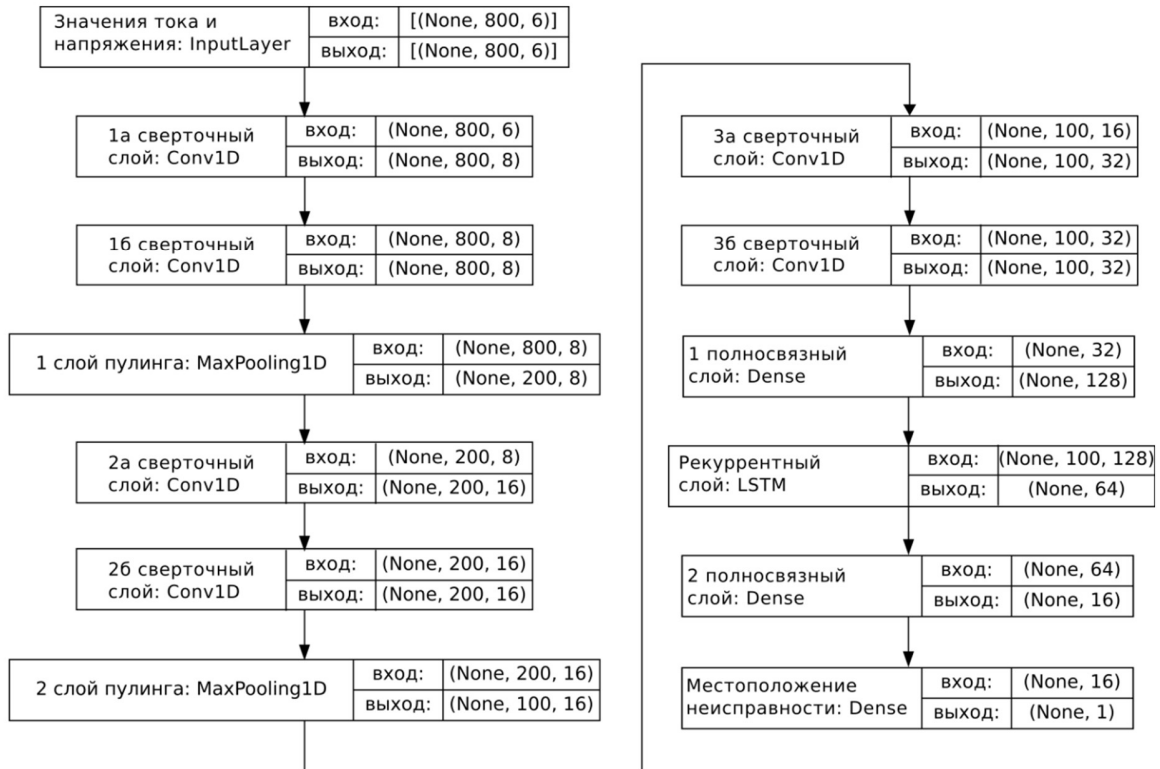 Значения тока и
напряжения: InputLayer
вход:
[(None, 800, 6)]
выход:
[(None, 800, 6)]
1а сверточный
слой: Conv1D
вход:
(None, 800, 6)
выход:
(None, 800, 8)
1б сверточный
слой: Conv1D
вход:
(None, 800, 8)
выход:
(None, 800, 8)
1 слой пулинга: MaxPooling1D
вход:
(None, 800, 8)
выход:
(None, 200, 8)
2а сверточный
слой: Conv1D
вход:
(None, 200, 8)
выход:
(None, 200, 16)
2б сверточный
слой: Conv1D
вход:
(None, 200, 16)
выход:
(None, 200, 16)
2 слой пулинга: MaxPooling1D
вход:
(None, 200, 16)
выход:
(None, 100, 16)
3а сверточный
слой: Conv1D
вход:
(None, 100, 16)
выход:
(None, 100, 32)
3б сверточный
слой: Conv1D
вход:
(None, 100, 32)
выход:
(None, 100, 32)
1 полносвязный
слой: Dense
вход:
(None, 32)
выход:
(None, 128)
Рекуррентный
слой: LSTM
вход:
(None, 100, 128)
выход:
(None, 64)
2 полносвязный
слой: Dense
вход:
(None, 64)
выход:
(None, 16)
Местоположение
неисправности: Dense
вход:
(None, 16)
выход:
(None, 1)